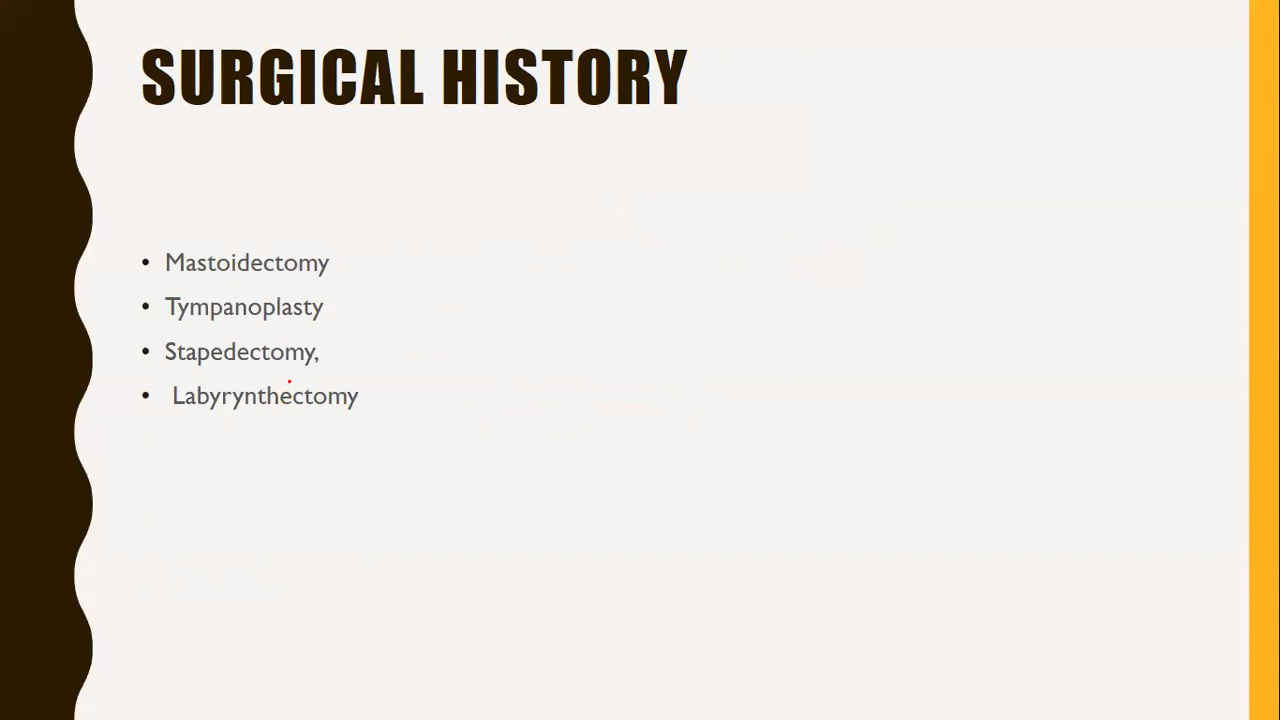 SURGICAL HISTORY
• Mastoidectomy
• Tympanoplasty
• Stapedectomy,
• Labyrynthectomy